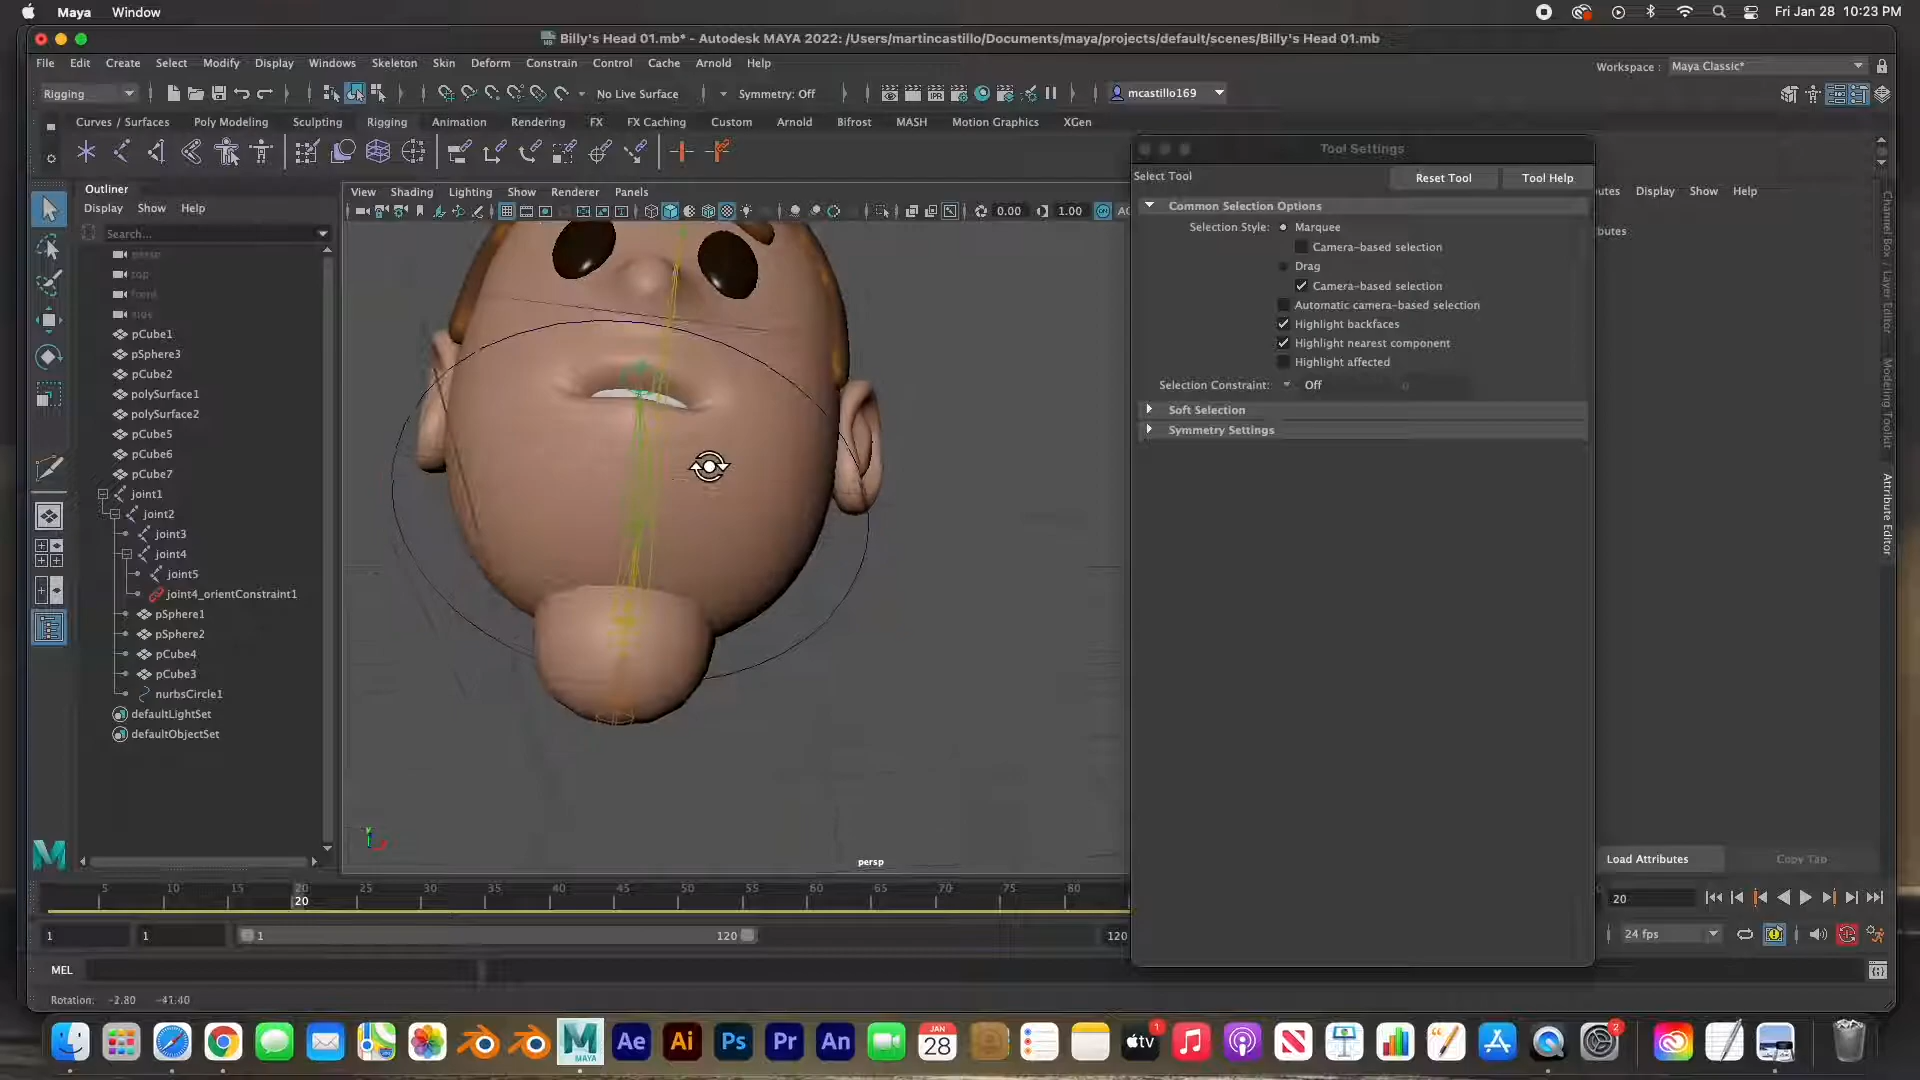 Maya Window Fri Jan 28 10:23 PM
Billy's Head 01.mb* - Autodesk MAYA 2022: /Users/martincastillo/Documents/maya/projects/default/scenes/Billy's Head 01.mb
File Edit Create Select Modify Display Windows Skeleton Skin Deform Constrain Control Cache Arnold Help
Workspace : Maya Classic*
Rigging No Live Surface Symmetry: Off mcastillo169
Curves / Surfaces Poly Modeling Sculpting Rigging Animation Rendering FX FX Caching Custom Arnold Bifrost MASH Motion Graphics XGen
Tool Settings
Select Tool Reset Tool Tool Help
Outliner
Display Show Help
View Shading Lighting Show Renderer Panels
0.00 1.00
utes Display Show Help
butes
Search...
persp
top
front
side
pCube1
pSphere3
pCube2
polySurface1
polySurface2
pCube5
pCube6
pCube7
joint1
joint2
joint3
joint4
joint5
joint4_orientConstraint1
pSphere1
pSphere2
pCube4
pCube3
nurbsCircle1
defaultLightSet
defaultObjectSet
persp
Common Selection Options
Selection Style: Marquee
Camera-based selection
Drag
Camera-based selection
Automatic camera-based selection
Highlight backfaces
Highlight nearest component
Highlight affected
Selection Constraint: Off
Soft Selection
Symmetry Settings
Channel Box / Layer Editor
Modeling Toolkit
Attribute Editor
Load Attributes Copy Tab
5 10 15 20 25 30 35 40 45 50 55 60 65 70 75 80
20
20
1 1 1 120 120
24 fps
MEL
Rotation: -2.80 -41.40
MAYA Ae Ai Ps Pr An JAN 28 tv 1 2